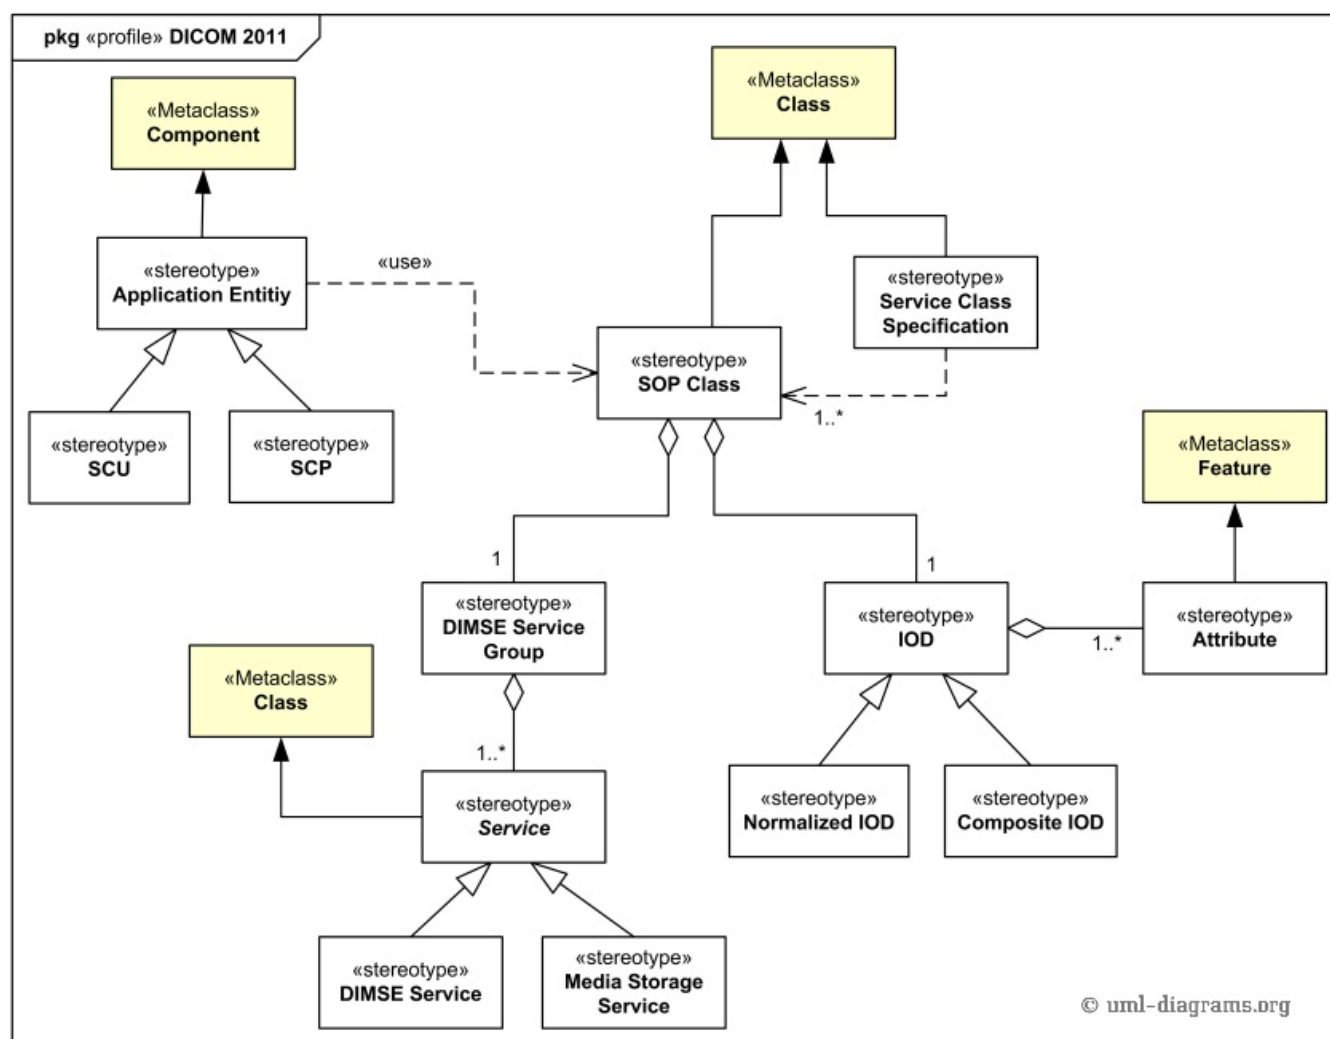 pkg «profile» DICOM 2011
«Metaclass»
Component
«Metaclass»
Class
«stereotype»
Application Entitiy
«use»
«stereotype»
Service Class
Specification
«stereotype»
SOP Class
1..*
«stereotype»
SCU
«stereotype»
SCP
«Metaclass»
Feature
1
1
«stereotype»
DIMSE Service
Group
«stereotype»
IOD
1..*
«stereotype»
Attribute
«Metaclass»
Class
1..*
«stereotype»
Service
«stereotype»
Normalized IOD
«stereotype»
Composite IOD
«stereotype»
DIMSE Service
«stereotype»
Media Storage
Service
© uml-diagrams.org